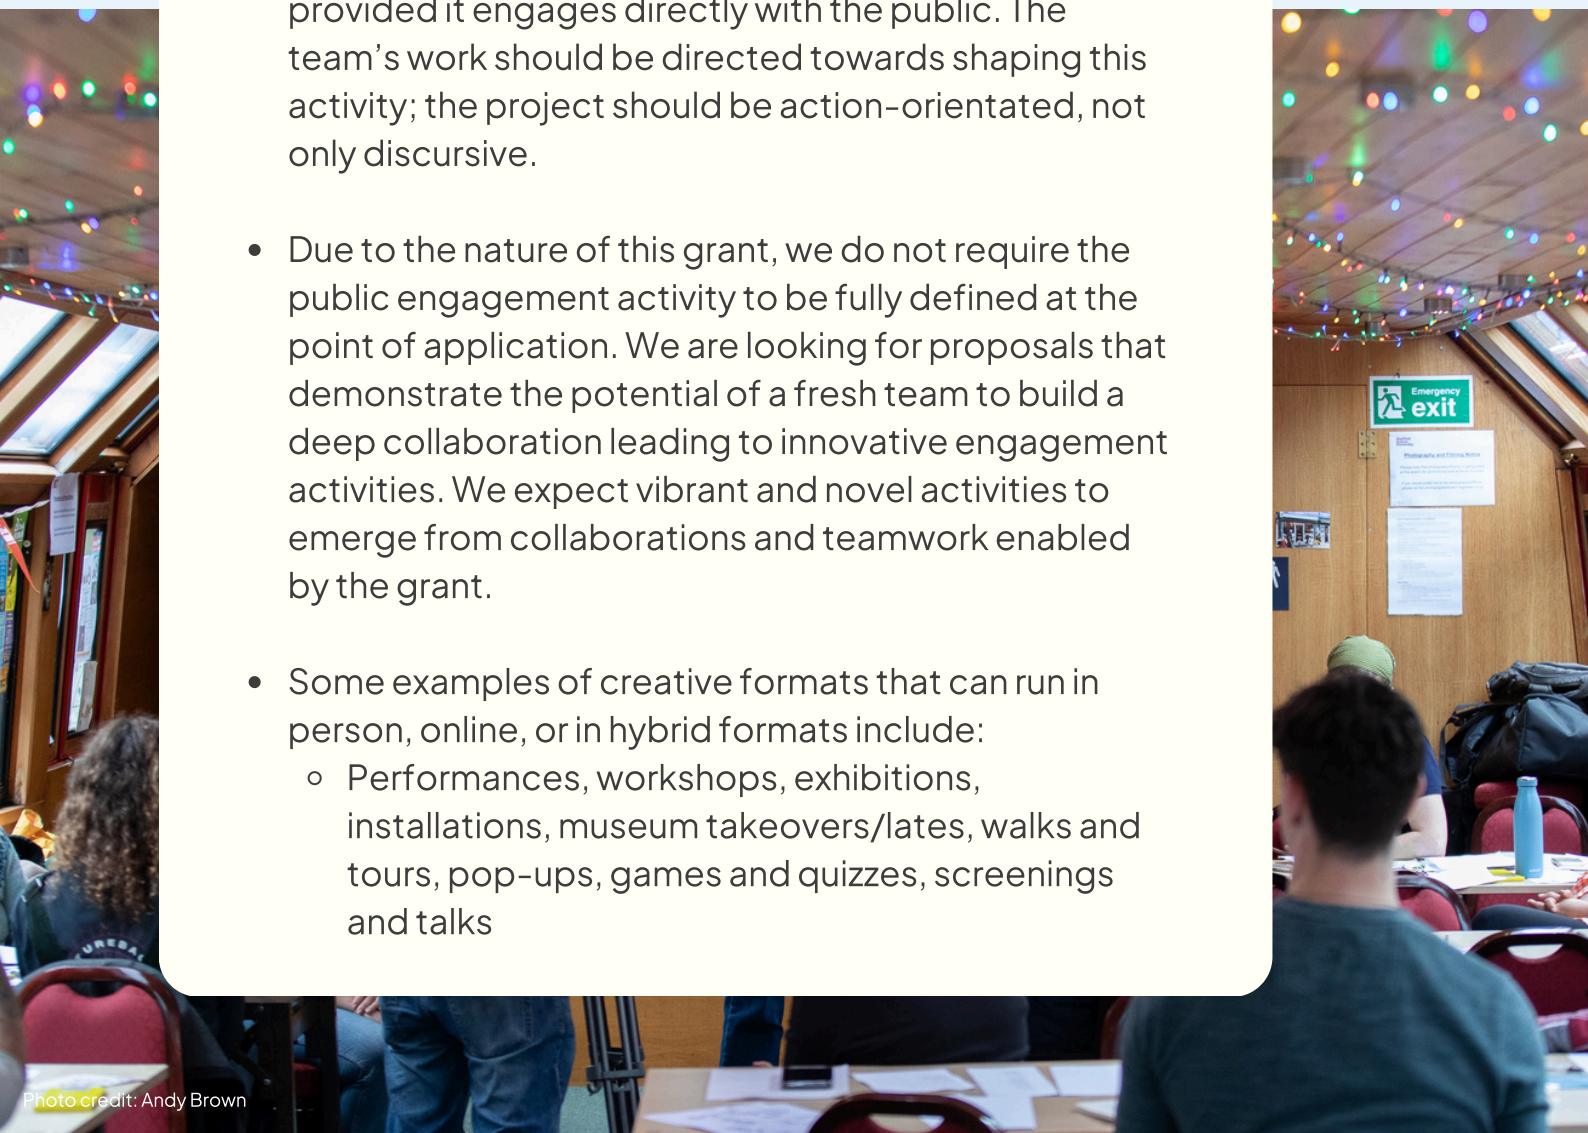 provided it engages directly with the public. The
team’s work should be directed towards shaping this
activity; the project should be action-orientated, not
only discursive.
• Due to the nature of this grant, we do not require the
public engagement activity to be fully defined at the
point of application. We are looking for proposals that
demonstrate the potential of a fresh team to build a
deep collaboration leading to innovative engagement
activities. We expect vibrant and novel activities to
emerge from collaborations and teamwork enabled
by the grant.
• Some examples of creative formats that can run in
person, online, or in hybrid formats include:
◦ Performances, workshops, exhibitions,
installations, museum takeovers/lates, walks and
tours, pop-ups, games and quizzes, screenings
and talks
Emergency
exit
Photography and Filming Notice
Photo credit: Andy Brown